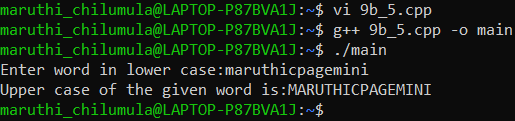 maruthi_chilumula@LAPTOP-P87BVA1J:~$ vi 9b_5.cpp
maruthi_chilumula@LAPTOP-P87BVA1J:~$ g++ 9b_5.cpp -o main
maruthi_chilumula@LAPTOP-P87BVA1J:~$ ./main
Enter word in lower case:maruthicpagemini
Upper case of the given word is:MARUTHICPAGEMINI
maruthi_chilumula@LAPTOP-P87BVA1J:~$